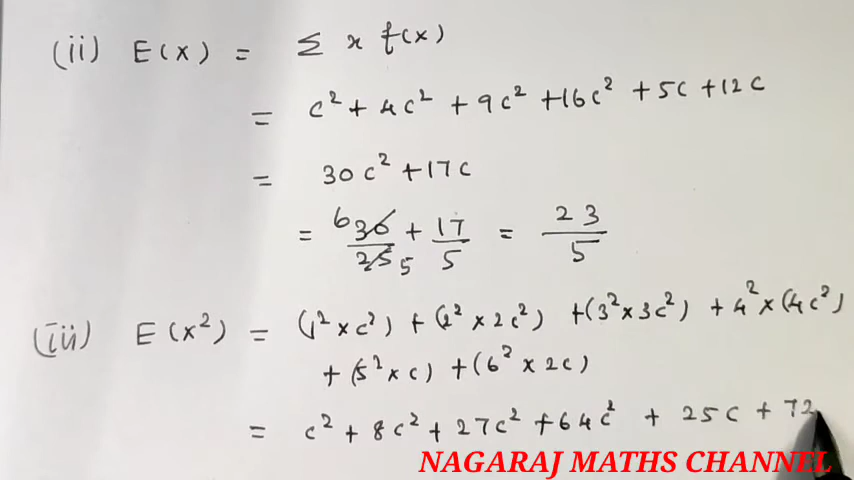 (ii) E(x) = Σ x f(x)
= c² + 4c² + 9c² + 16c² + 5c + 12c
= 30c² + 17c
= 6 30/25 5 + 17/5 = 23/5
(iii) E(x²) = (1² × c²) + (2² × 2c²) + (3² × 3c²) + 4² × (4c²)
+ (5² × c) + (6² × 2c)
= c² + 8c² + 27c² + 64c² + 25c + 72
NAGARAJ MATHS CHANNEL